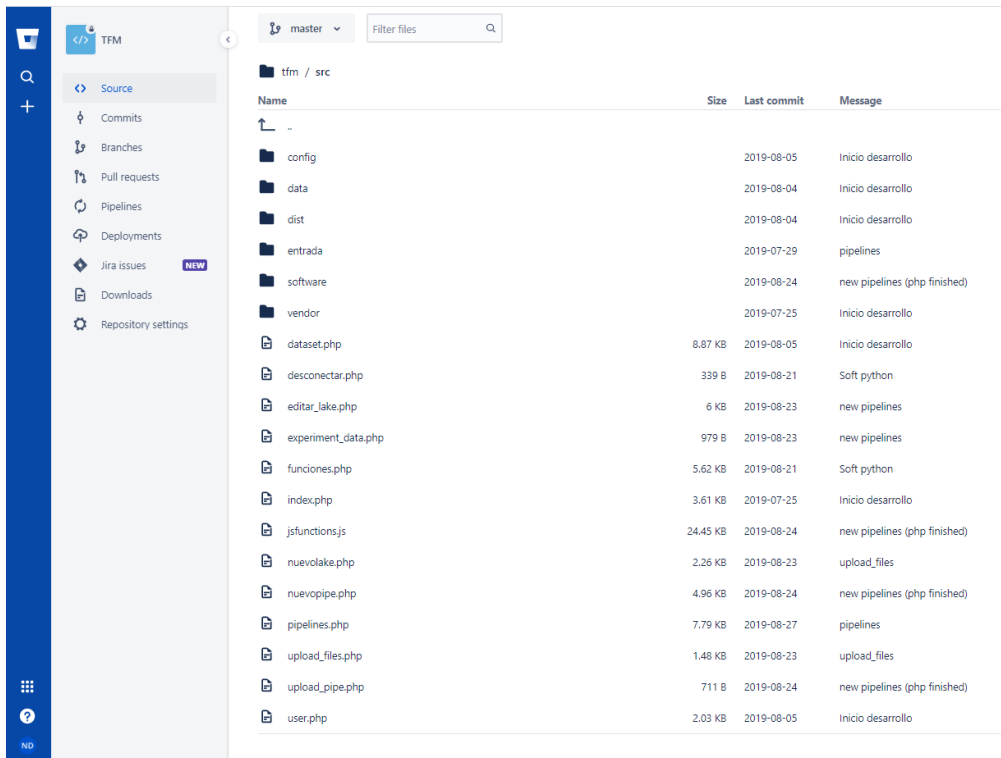 TFM
Source
Commits
Branches
Pull requests
Pipelines
Deployments
Jira issues NEW
Downloads
Repository settings
ND
master Filter files
tfm / src
Name Size Last commit Message
..
config 2019-08-05 Inicio desarrollo
data 2019-08-04 Inicio desarrollo
dist 2019-08-04 Inicio desarrollo
entrada 2019-07-29 pipelines
software 2019-08-24 new pipelines (php finished)
vendor 2019-07-25 Inicio desarrollo
dataset.php 8.87 KB 2019-08-05 Inicio desarrollo
desconectar.php 339 B 2019-08-21 Soft python
editar_lake.php 6 KB 2019-08-23 new pipelines
experiment_data.php 979 B 2019-08-23 new pipelines
funciones.php 5.62 KB 2019-08-21 Soft python
index.php 3.61 KB 2019-07-25 Inicio desarrollo
jsfunctions.js 24.45 KB 2019-08-24 new pipelines (php finished)
nuevolake.php 2.26 KB 2019-08-23 upload_files
nuevopipe.php 4.96 KB 2019-08-24 new pipelines (php finished)
pipelines.php 7.79 KB 2019-08-27 pipelines
upload_files.php 1.48 KB 2019-08-23 upload_files
upload_pipe.php 711 B 2019-08-24 new pipelines (php finished)
user.php 2.03 KB 2019-08-05 Inicio desarrollo